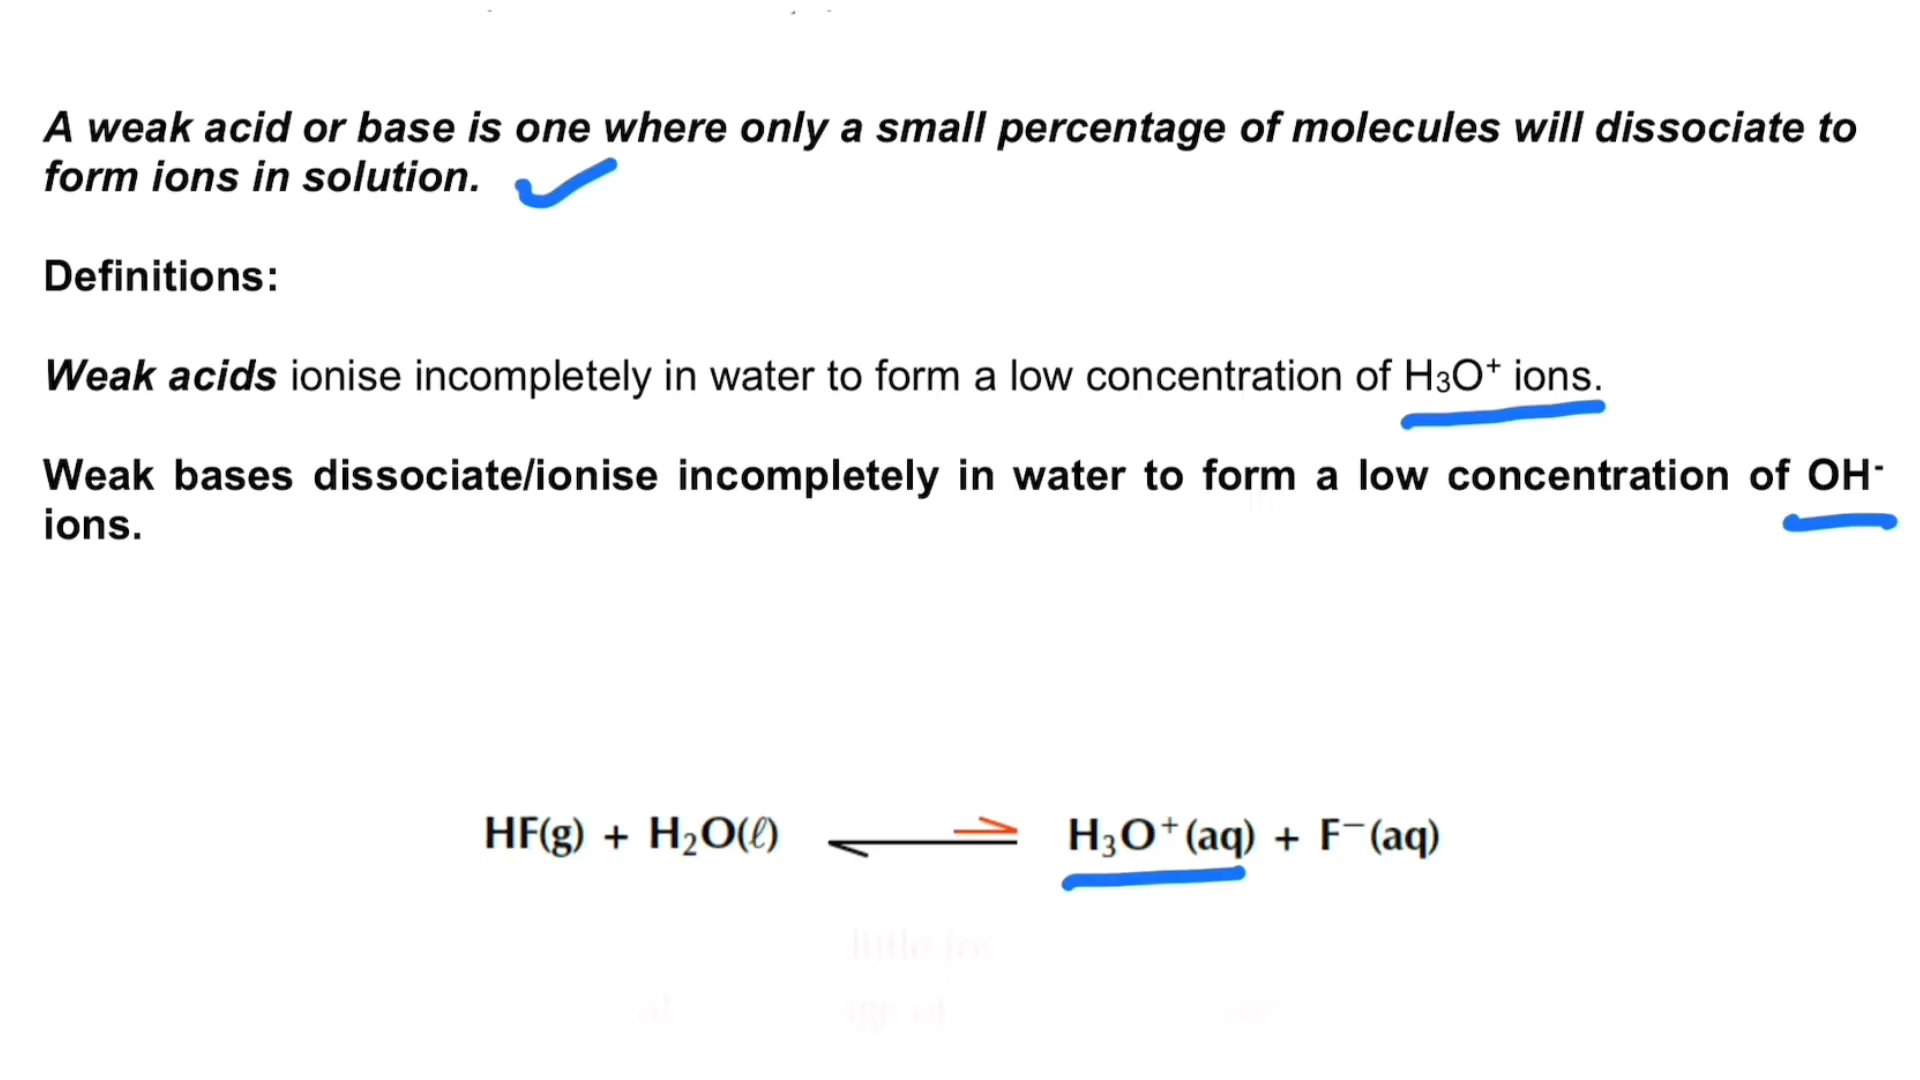 A weak acid or base is one where only a small percentage of molecules will dissociate to
form ions in solution.
Definitions:
Weak acids ionise incompletely in water to form a low concentration of H₃O⁺ ions.
Weak bases dissociate/ionise incompletely in water to form a low concentration of OH⁻
ions.
HF(g) + H₂O(ℓ) ⇌ H₃O⁺(aq) + F⁻(aq)